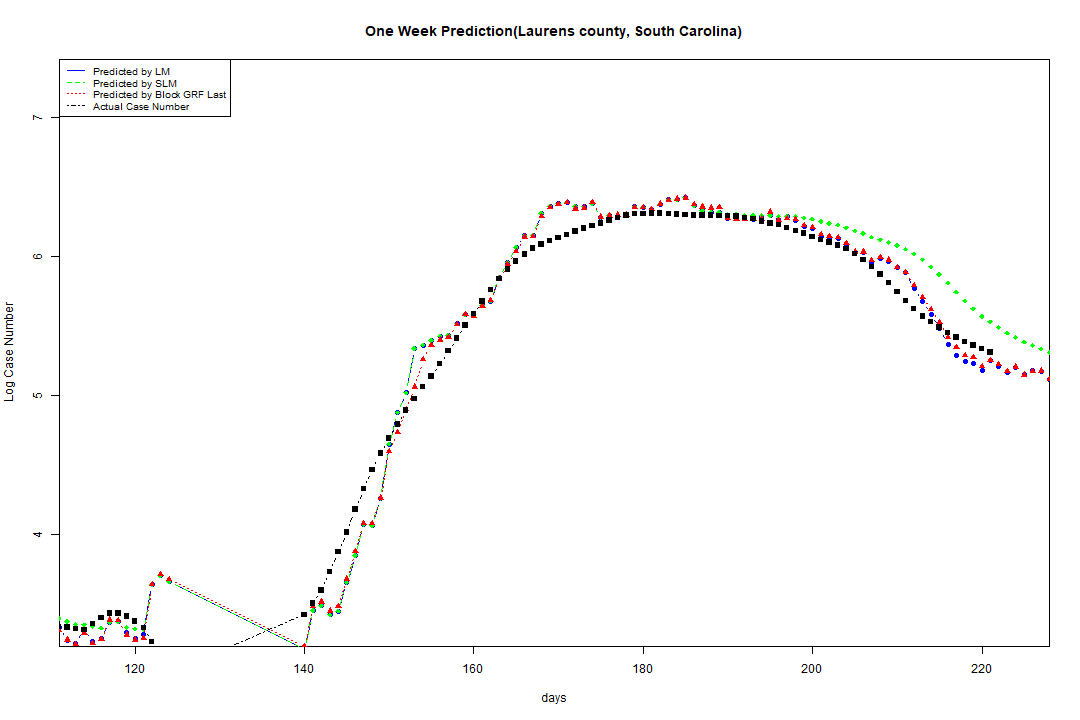 One Week Prediction(Laurens county, South Carolina)
Predicted by LM
Predicted by SLM
Predicted by Block GRF Last
Actual Case Number
7
6
5
4
Log Case Number
120 140 160 180 200 220
days